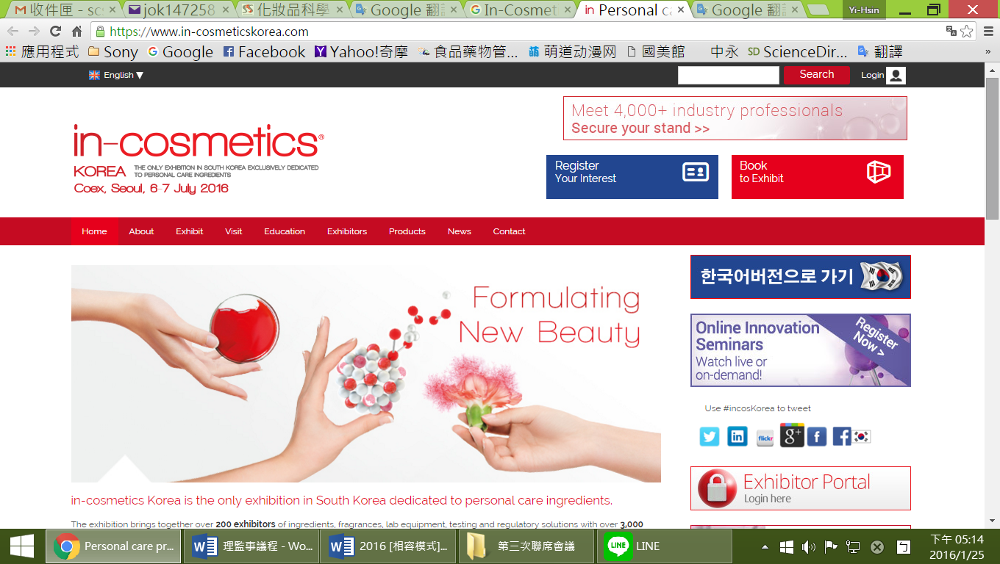 收件匣 - sc
jok147258
化妝品科學
Google 翻
In-Cosmet
Personal ca
Google 翻
Yi-Hsin
https://www.in-cosmeticskorea.com
應用程式
Sony
Google
Facebook
Yahoo!奇摩
食品藥物管...
萌道动漫网
國美館
中永
SD ScienceDir...
翻譯
»
English ▼
Search
Login
in-cosmetics®
KOREA THE ONLY EXHIBITION IN SOUTH KOREA EXCLUSIVELY DEDICATED
TO PERSONAL CARE INGREDIENTS
Coex, Seoul, 6-7 July 2016
Meet 4,000+ industry professionals
Secure your stand >>
Register
Your Interest
Book
to Exhibit
Home
About
Exhibit
Visit
Education
Exhibitors
Products
News
Contact
Formulating
New Beauty
한국어버전으로 가기
Online Innovation
Seminars
Watch live or
on-demand!
Register
Now >
Use #incosKorea to tweet
flickr
Exhibitor Portal
Login here
in-cosmetics Korea is the only exhibition in South Korea dedicated to personal care ingredients.
The exhibition brings together over 200 exhibitors of ingredients, fragrances, lab equipment, testing and regulatory solutions with over 3,000
Personal care pr...
理監事議程 - Wo...
2016 [相容模式]...
第三次聯席會議
LINE
LINE
ㄅ
下午 05:14
2016/1/25